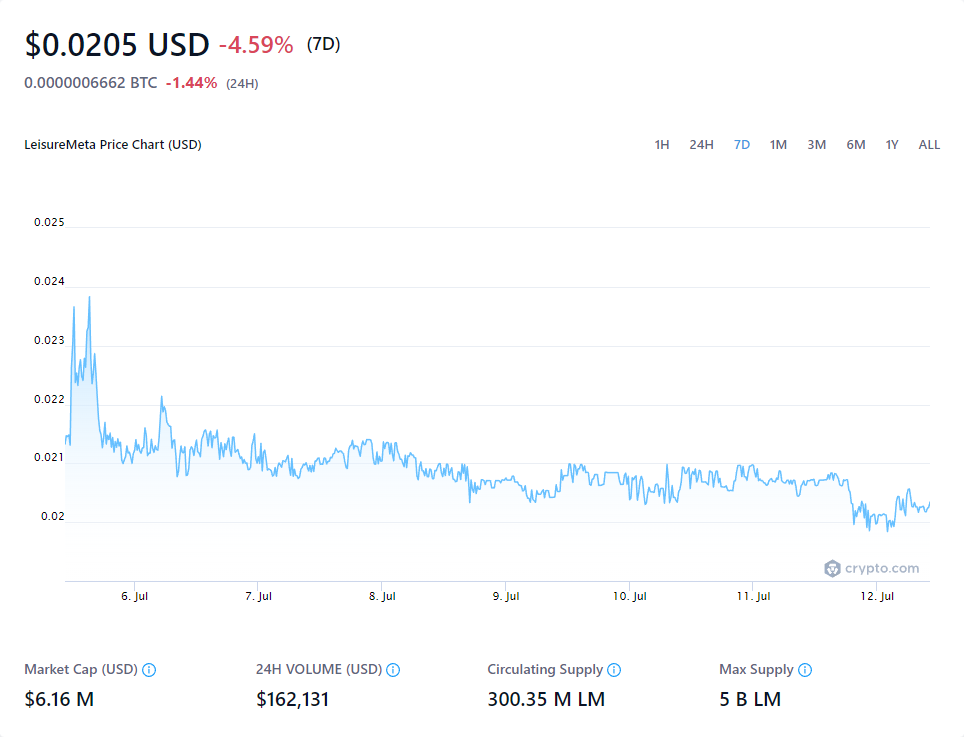 $0.0205 USD -4.59% (7D)
0.0000006662 BTC -1.44% (24H)
LeisureMeta Price Chart (USD) 1H 24H 7D 1M 3M 6M 1Y ALL
0.025
0.024
0.023
0.022
0.021
0.02
crypto.com
6. Jul 7. Jul 8. Jul 9. Jul 10. Jul 11. Jul 12. Jul
Market Cap (USD) 24H VOLUME (USD) Circulating Supply Max Supply
$6.16 M $162,131 300.35 M LM 5 B LM